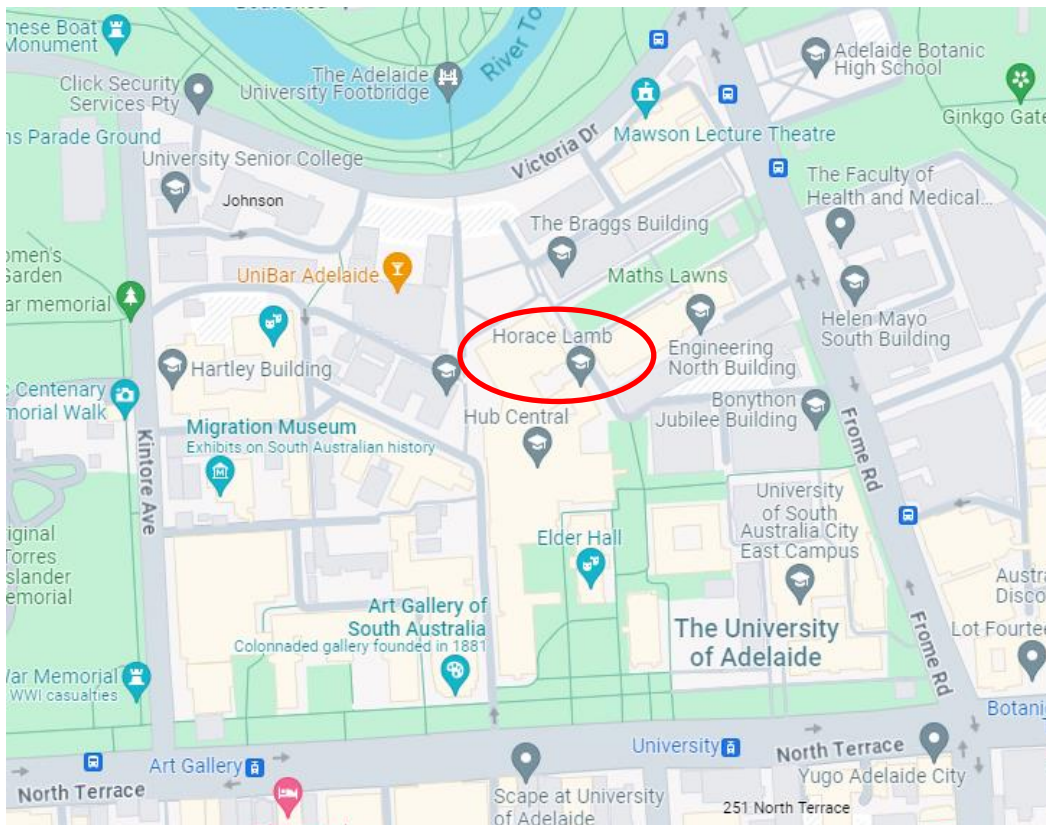 mese Boat
Monument
River To
Adelaide Botanic
High School
The Adelaide
University Footbridge
Click Security
Services Pty
Ginkgo Gate
ns Parade Ground
Mawson Lecture Theatre
Victoria Dr
University Senior College
The Faculty of
Health and Medical...
Johnson
The Braggs Building
omen's
Garden
ar memorial
UniBar Adelaide
Maths Lawns
Horace Lamb
Helen Mayo
South Building
Engineering
North Building
Hartley Building
c Centenary
morial Walk
Hub Central
Bonython
Jubilee Building
Migration Museum
Exhibits on South Australian history
Kintore Ave
Frome Rd
University
of South
Australia City
East Campus
iginal
Torres
slander
emorial
Elder Hall
Austra
Disco
Art Gallery of
South Australia
Colonnaded gallery founded in 1881
The University
of Adelaide
Lot Fourtee
Var Memorial
WWI casualties
Frome Rd
Botani
University
North Terrace
Art Gallery
North Terrace
Yugo Adelaide City
Scape at University
of Adelaide
251 North Terrace